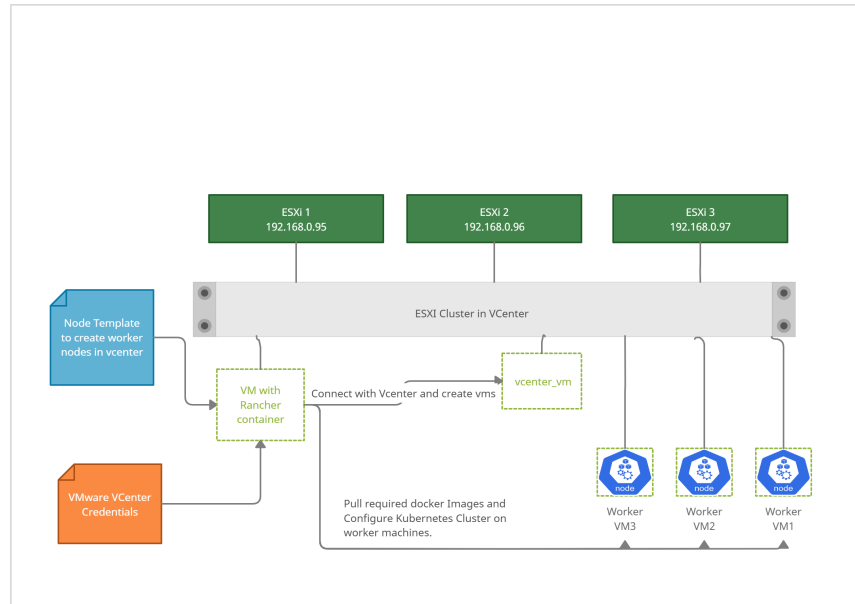 ESXi 1
192.168.0.95
ESXi 2
192.168.0.96
ESXi 3
192.168.0.97
ESXI Cluster in VCenter
Node Template
to create worker
nodes in vcenter
VM with
Rancher
container
Connect with Vcenter and create vms
vcenter_vm
VMware VCenter
Credentials
Pull required docker Images and
Configure Kubernetes Cluster on
worker machines.
node
Worker
VM3
node
Worker
VM2
node
Worker
VM1